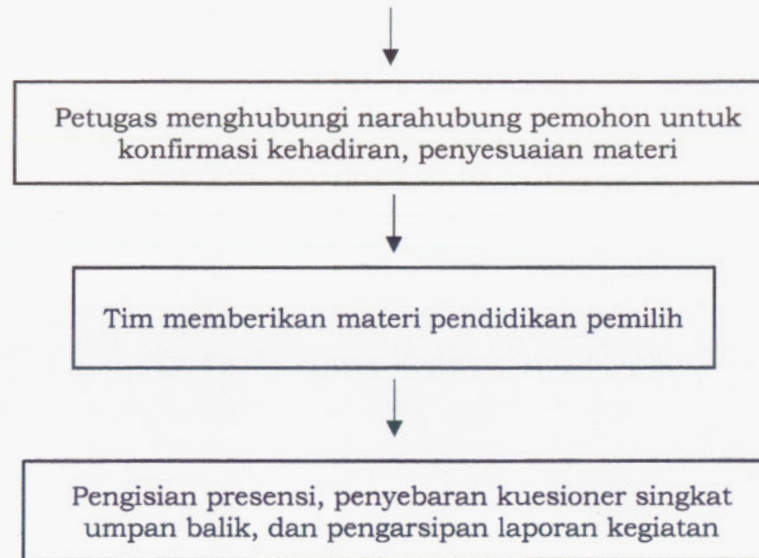 Petugas menghubungi narahubung pemohon untuk
konfirmasi kehadiran, penyesuaian materi
Tim memberikan materi pendidikan pemilih
Pengisian presensi, penyebaran kuesioner singkat
umpan balik, dan pengarsipan laporan kegiatan